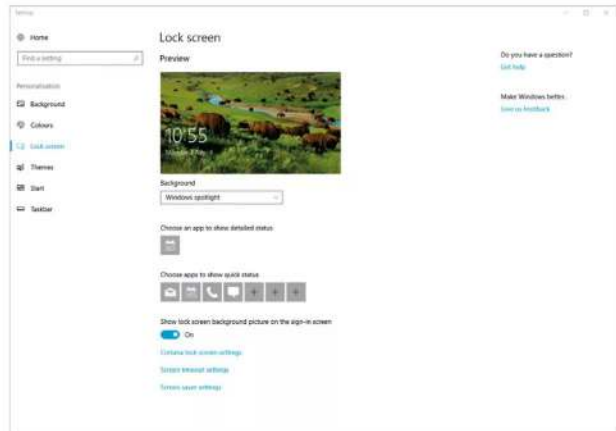 Settings
Home
Find a setting
Personalisation
Background
Colours
Lock screen
Themes
Start
Taskbar
Lock screen
Preview
10:55
Background
Windows spotlight
Choose an app to show detailed status
Choose apps to show quick status
Show lock screen background picture on the sign-in screen
On
Cortana lock screen settings
Screen timeout settings
Screen saver settings
Do you have a question?
Get help
Make Windows better.
Give us feedback